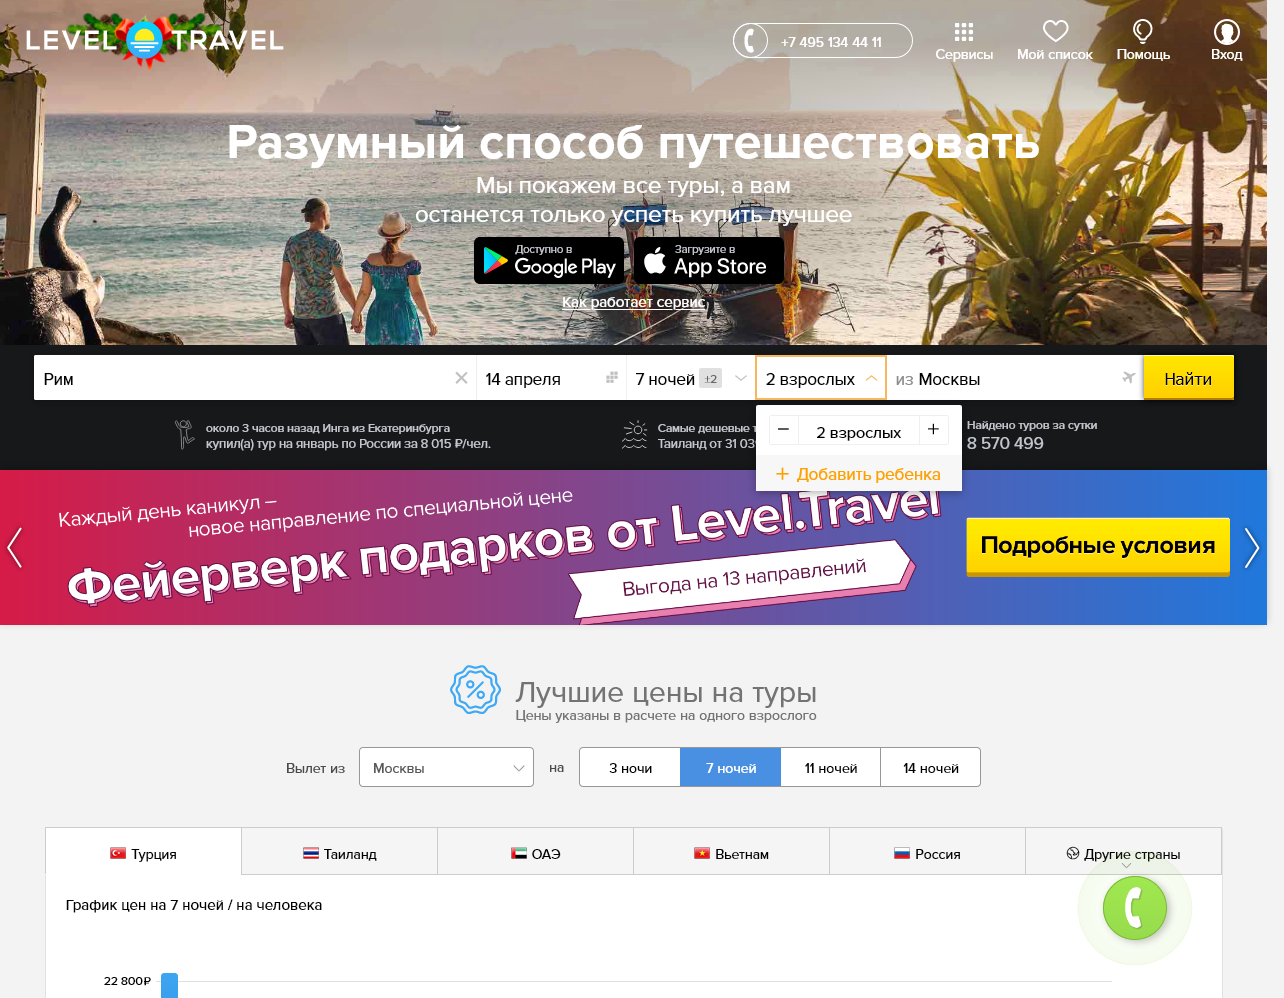 LEVEL TRAVEL
+7 495 134 44 11
Сервисы
Мой список
Помощь
Вход
Разумный способ путешествовать
Мы покажем все туры, а вам
останется только успеть купить лучшее
Доступно в
Google Play
Загрузите в
App Store
Как работает сервис
Рим
14 апреля
7 ночей ±2
2 взрослых
из Москвы
Найти
около 3 часов назад Инга из Екатеринбурга
купил(а) тур на январь по России за 8 015 ₽/чел.
Самые дешевые
Таиланд от 31 03
Найдено туров за сутки
8 570 499
− 2 взрослых +
+ Добавить ребенка
Каждый день каникул –
новое направление по специальной цене
Фейерверк подарков от Level.Travel
Выгода на 13 направлений
Подробные условия
Лучшие цены на туры
Цены указаны в расчете на одного взрослого
Вылет из
Москвы
на
3 ночи
7 ночей
11 ночей
14 ночей
Турция
Таиланд
ОАЭ
Вьетнам
Россия
Другие страны
График цен на 7 ночей / на человека
22 800₽